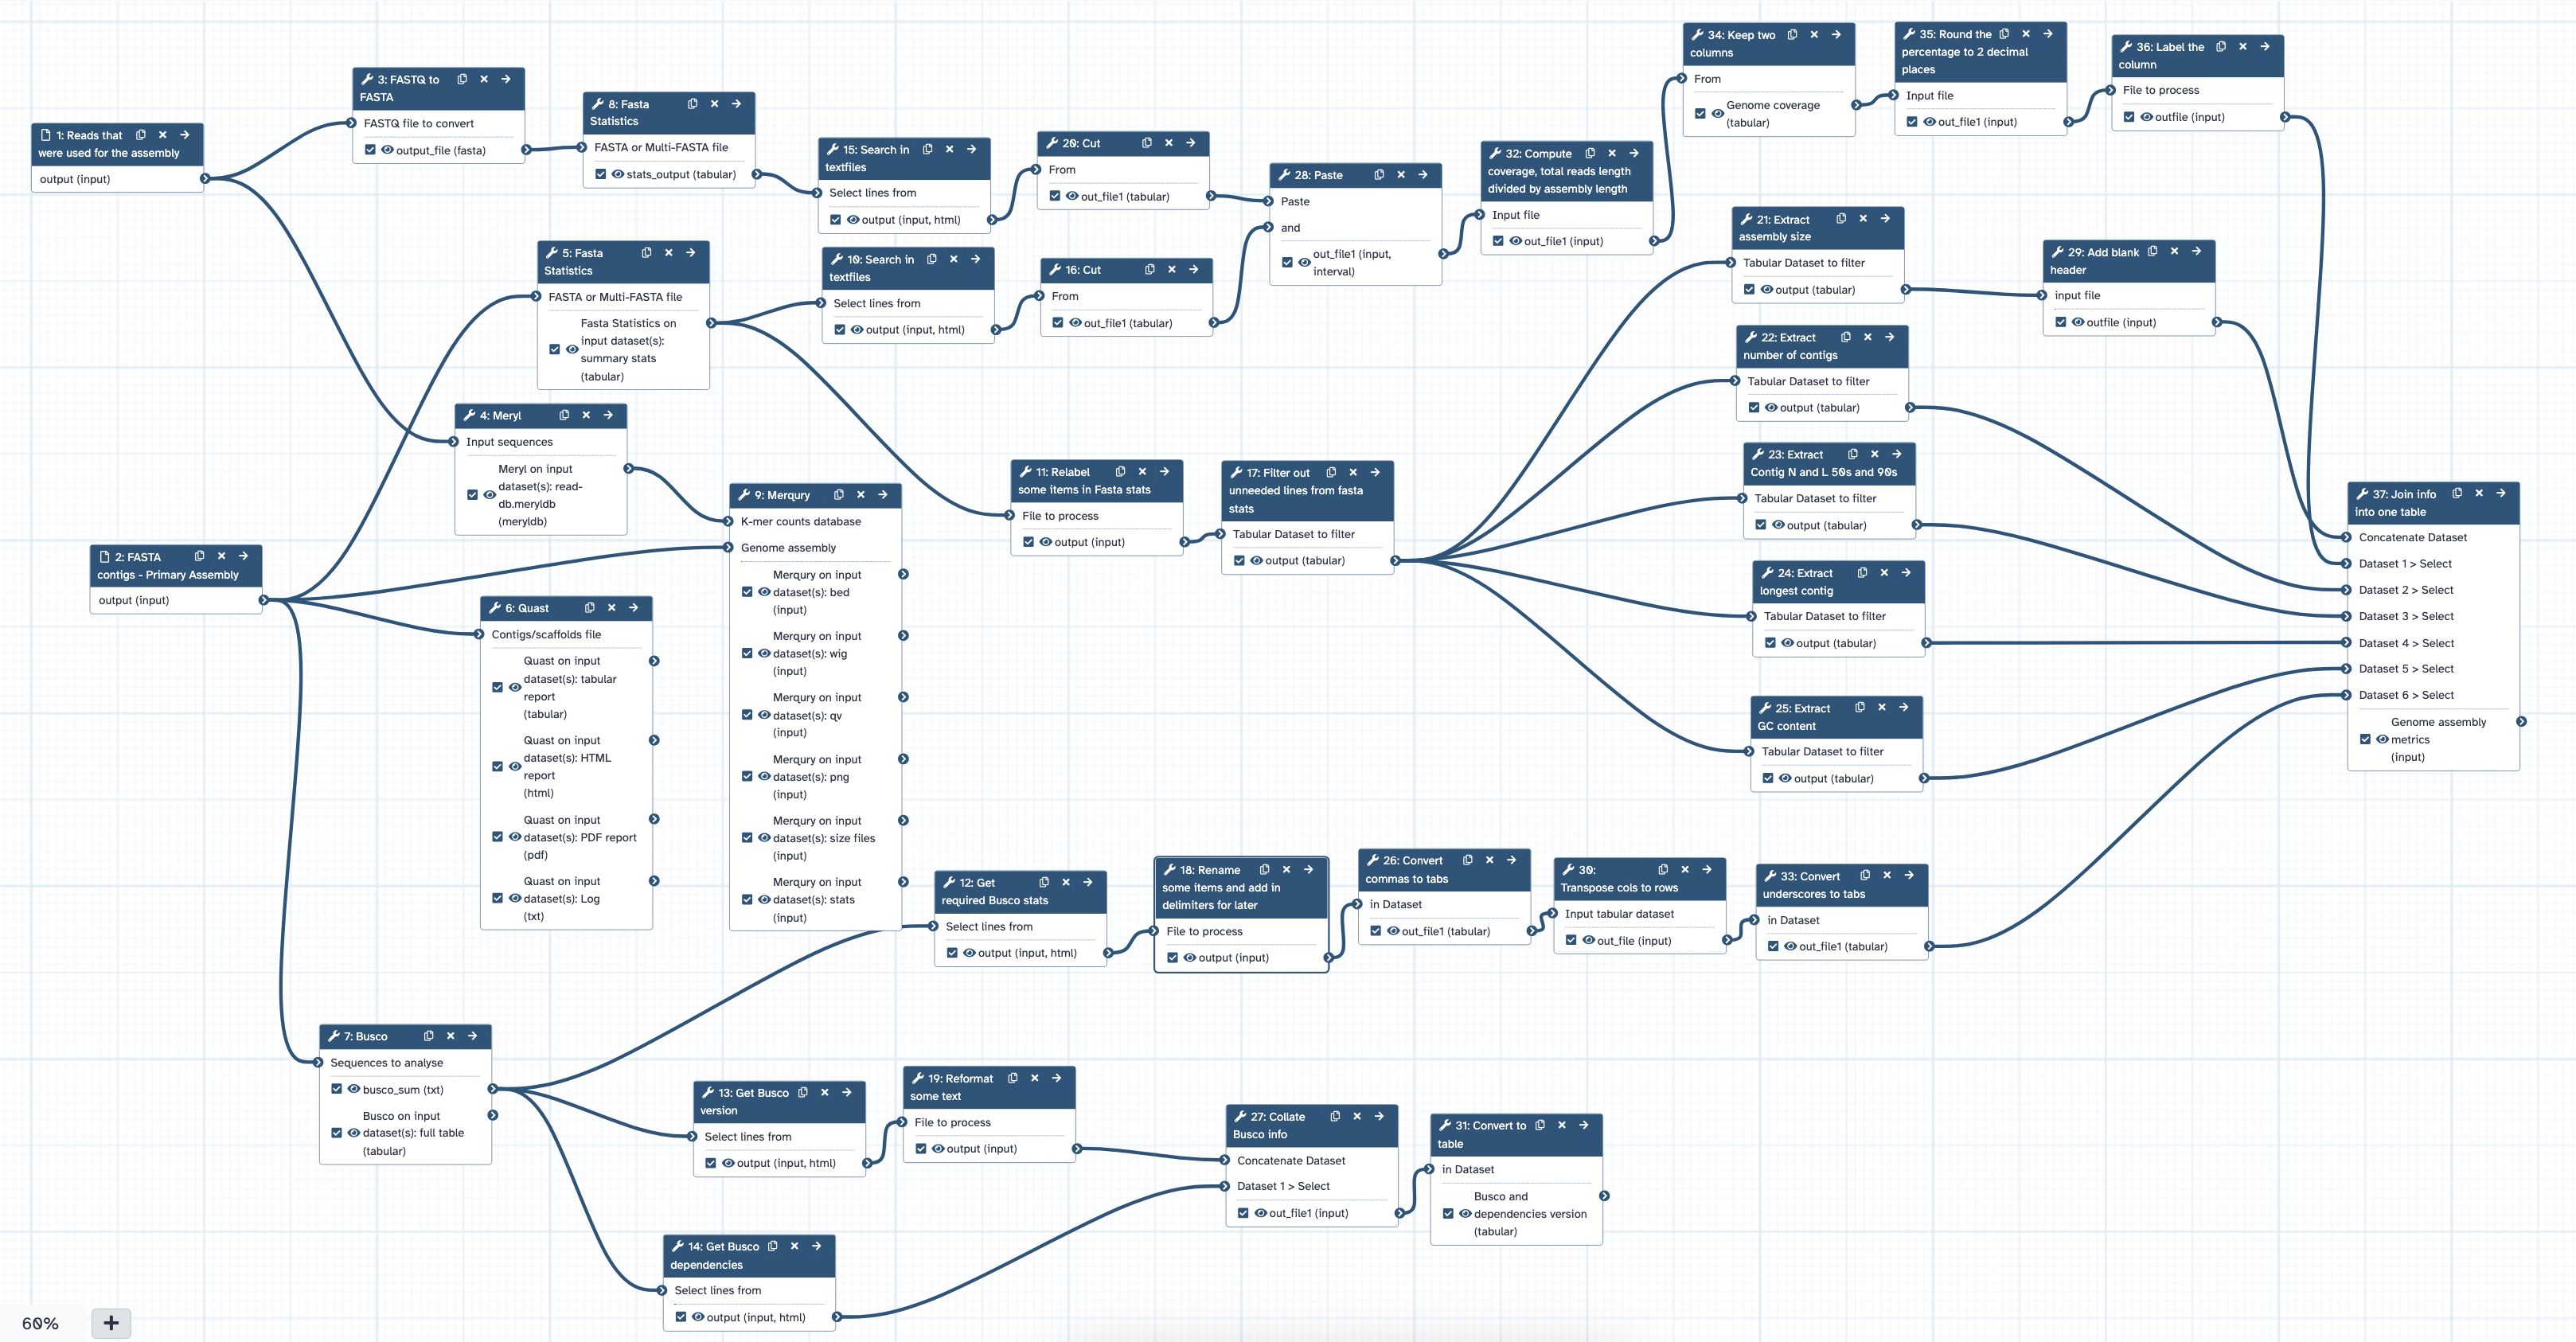 1: Reads that
were used for the assembly
output (input)
2: FASTA
contigs - Primary Assembly
output (input)
3: FASTQ to
FASTA
FASTQ file to convert
output_file (fasta)
4: Meryl
Input sequences
Meryl on input
dataset(s): read-
db.meryldb
(meryldb)
5: Fasta
Statistics
FASTA or Multi-FASTA file
Fasta Statistics on
input dataset(s):
summary stats
(tabular)
6: Quast
Contigs/scaffolds file
Quast on input
dataset(s): tabular
report
(tabular)
Quast on input
dataset(s): HTML
report
(html)
Quast on input
dataset(s): PDF report
(pdf)
Quast on input
dataset(s): Log
(txt)
7: Busco
Sequences to analyse
busco_sum (txt)
Busco on input
dataset(s): full table
(tabular)
8: Fasta
Statistics
FASTA or Multi-FASTA file
stats_output (tabular)
9: Merqury
K-mer counts database
Genome assembly
Merqury on input
dataset(s): bed
(input)
Merqury on input
dataset(s): wig
(input)
Merqury on input
dataset(s): qv
(input)
Merqury on input
dataset(s): png
(input)
Merqury on input
dataset(s): size files
(input)
Merqury on input
dataset(s): stats
(input)
10: Search in
textfiles
Select lines from
output (input, html)
11: Relabel
some items in Fasta stats
File to process
output (input)
12: Get
required Busco stats
Select lines from
output (input, html)
13: Get Busco
version
Select lines from
output (input, html)
14: Get Busco
dependencies
Select lines from
output (input, html)
15: Search in
textfiles
Select lines from
output (input, html)
16: Cut
From
out_file1 (tabular)
17: Filter out
unneeded lines from fasta
stats
Tabular Dataset to filter
output (tabular)
18: Rename
some items and add in
delimiters for later
File to process
output (input)
19: Reformat
some text
File to process
output (input)
20: Cut
From
out_file1 (tabular)
21: Extract
assembly size
Tabular Dataset to filter
output (tabular)
22: Extract
number of contigs
Tabular Dataset to filter
output (tabular)
23: Extract
Contig N and L 50s and 90s
Tabular Dataset to filter
output (tabular)
24: Extract
longest contig
Tabular Dataset to filter
output (tabular)
25: Extract
GC content
Tabular Dataset to filter
output (tabular)
26: Convert
commas to tabs
in Dataset
out_file1 (tabular)
27: Collate
Busco info
Concatenate Dataset
Dataset 1 > Select
out_file1 (input)
28: Paste
Paste
and
out_file1 (input,
interval)
29: Add blank
header
input file
outfile (input)
30:
Transpose cols to rows
Input tabular dataset
out_file (input)
31: Convert to
table
in Dataset
Busco and
dependencies version
(tabular)
32: Compute
coverage, total reads length
divided by assembly length
Input file
out_file1 (input)
33: Convert
underscores to tabs
in Dataset
out_file1 (tabular)
34: Keep two
columns
From
Genome coverage
(tabular)
35: Round the
percentage to 2 decimal
places
Input file
out_file1 (input)
36: Label the
column
File to process
outfile (input)
37: Join info
into one table
Concatenate Dataset
Dataset 1 > Select
Dataset 2 > Select
Dataset 3 > Select
Dataset 4 > Select
Dataset 5 > Select
Dataset 6 > Select
Genome assembly
metrics
(input)
60%